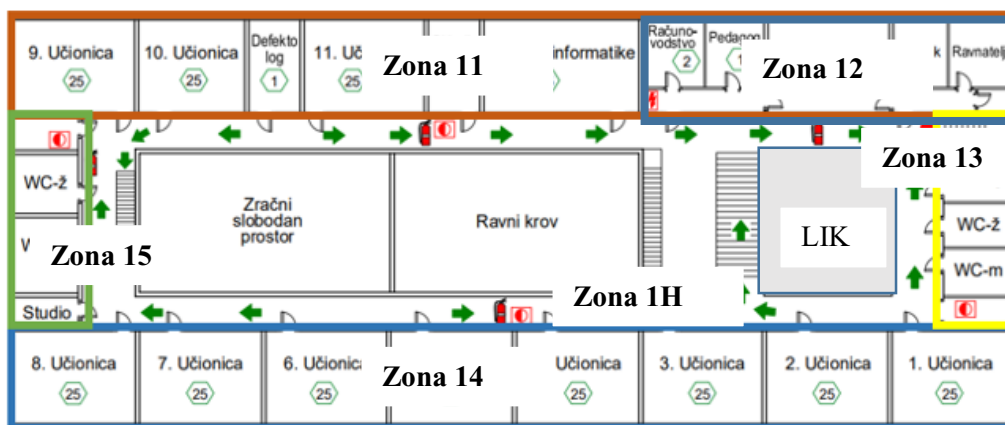 9. Učionica
25
10. Učionica
25
Defekto
log
1
11. Uč
25
Zona 11
informatike
Računo-
vodstvo
2
Pedagog
1
Zona 12
k
Ravnatelj
Zona 13
WC-ž
Zračni
slobodan
prostor
Ravni krov
LIK
WC-ž
Zona 15
WC-m
Studio
Zona 1H
8. Učionica
25
7. Učionica
25
6. Učionica
25
Zona 14
Učionica
25
3. Učionica
25
2. Učionica
25
1. Učionica
25